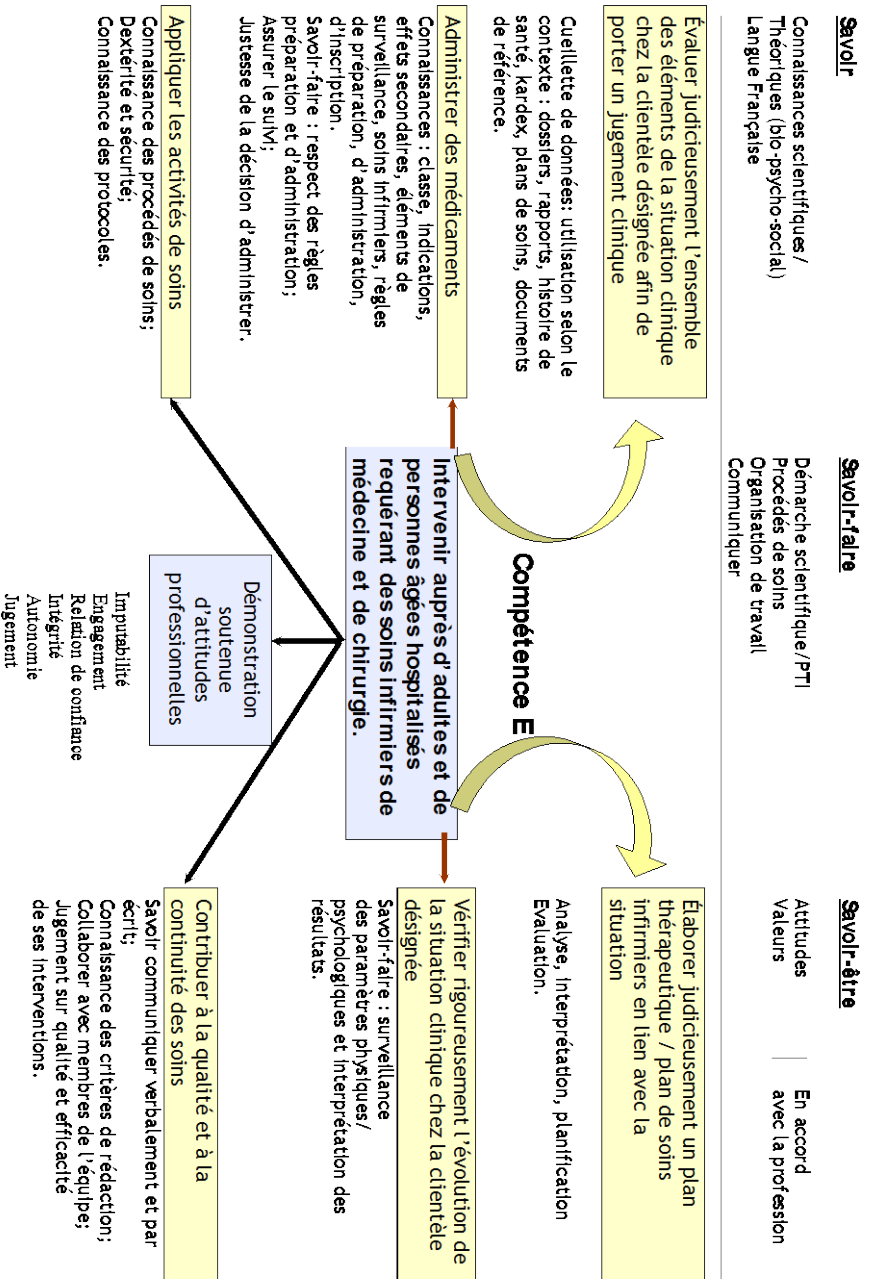 Savoir
Connaissances scientifiques/
Théoriques (bio-psycho-social)
Langue Française
Savoir-faire
Démarche scientifique/PTI
Procédés de soins
Organisation de travail
Communiquer
Savoir-être
Attitudes
Valeurs
En accord
avec la profession
Évaluer judicieusement l'ensemble
des éléments de la situation clinique
chez la clientèle désignée afin de
porter un jugement clinique
Cueillette de données: utilisation selon le
contexte : dossiers, rapports, histoire de
santé, kardex, plans de soins, documents
de référence.
Élaborer judicieusement un plan
thérapeutique / plan de soins
infirmiers en lien avec la
situation
Analyse, interprétation, planification
Evaluation.
Compétence E
Intervenir auprès d'adultes et de
personnes âgées hospitalisés
requérant des soins infirmiers de
médecine et de chirurgie.
Administrer des médicaments
Connaissances : classe, indications,
effets secondaires, éléments de
surveillance, soins infirmiers, règles
de préparation, d'administration,
d'inscription.
Savoir-faire : respect des règles
préparation et d'administration;
Assurer le suivi;
Justesse de la décision d'administrer.
Vérifier rigoureusement l'évolution de
la situation clinique chez la clientèle
désignée
Savoir-faire : surveillance
des paramètres physiques/
psychologiques et interprétation des
résultats.
Appliquer les activités de soins
Connaissance des procédés de soins;
Dextérité et sécurité;
Connaissance des protocoles.
Démonstration
soutenue
d'attitudes
professionnelles
Imputabilité
Engagement
Relation de confiance
Intégrité
Autonomie
Jugement
Contribuer à la qualité et à la
continuité des soins
Savoir communiquer verbalement et par
écrit;
Connaissance des critères de rédaction;
Collaborer avec membres de l'équipe;
Jugement sur qualité et efficacité
de ses interventions.